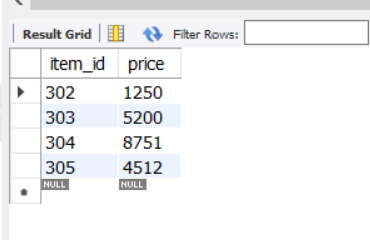 Result Grid Filter Rows:
item_id price
302 1250
303 5200
304 8751
305 4512
NULL NULL